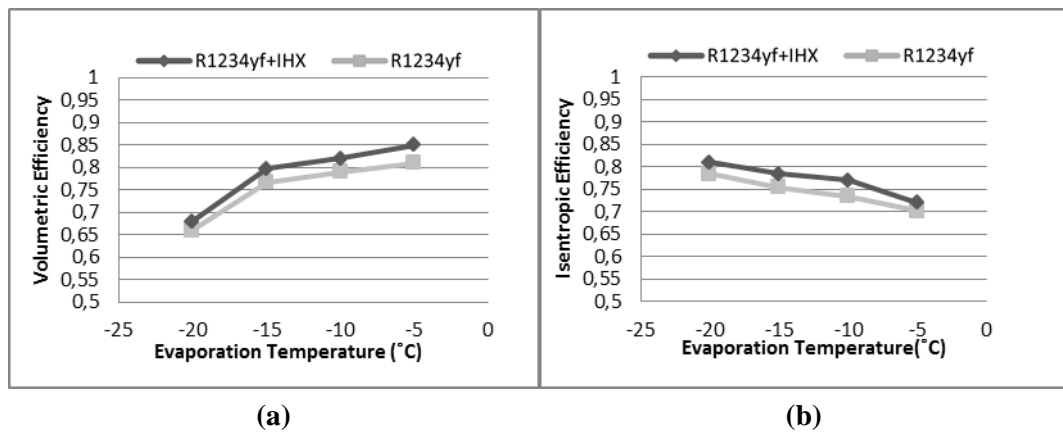 R1234yf+IHX R1234yf
1
0,95
0,9
0,85
0,8
0,75
0,7
0,65
0,6
0,55
0,5
Volumetric Efficiency
-25 -20 -15 -10 -5 0
Evaporation Temperature (˚C)
(a)
R1234yf+IHX R1234yf
1
0,95
0,9
0,85
0,8
0,75
0,7
0,65
0,6
0,55
0,5
Isentropic Efficiency
-25 -20 -15 -10 -5 0
Evaporation Temperature(˚C)
(b)